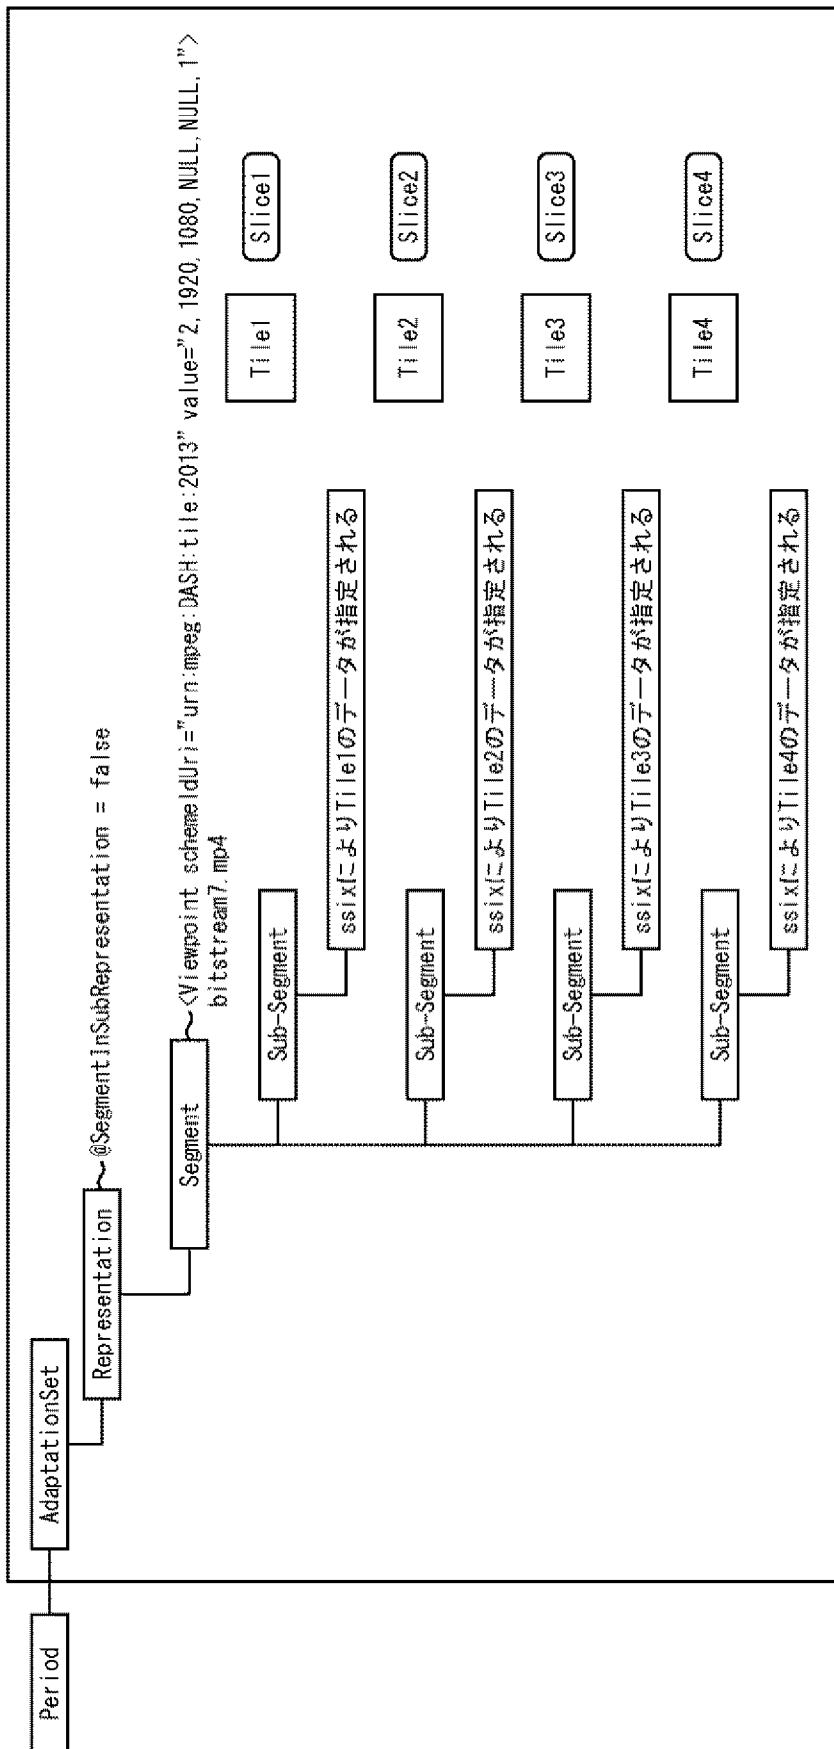 Period
AdaptationSet
Representation
@SegmentInSubRepresentation = false
Segment
<Viewpoint schemeIdUri="urn:mpeg:DASH:tile:2013" value="2, 1920, 1080, NULL, NULL, 1">
bitstream7.mp4
Sub-Segment
Tile1
Slice1
ssixによりTile1のデータが指定される
Sub-Segment
Tile2
Slice2
ssixによりTile2のデータが指定される
Sub-Segment
Tile3
Slice3
ssixによりTile3のデータが指定される
Sub-Segment
Tile4
Slice4
ssixによりTile4のデータが指定される